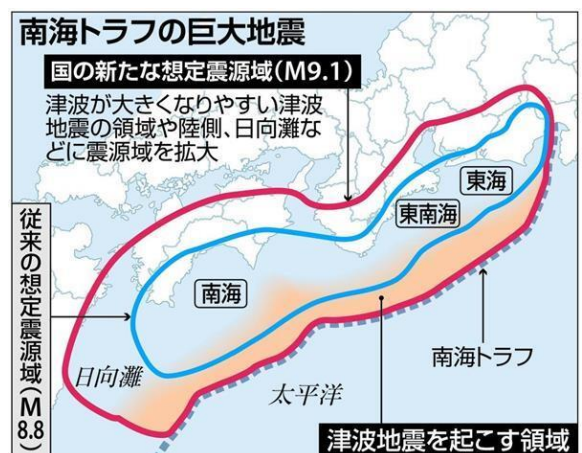 南海トラフの巨大地震
国の新たな想定震源域(M9.1)
津波が大きくなりやすい津波
地震の領域や陸側、日向灘な
どに震源域を拡大
東海
東南海
南海
従来の想定震源域(M8.8)
日向灘
太平洋
南海トラフ
津波地震を起こす領域